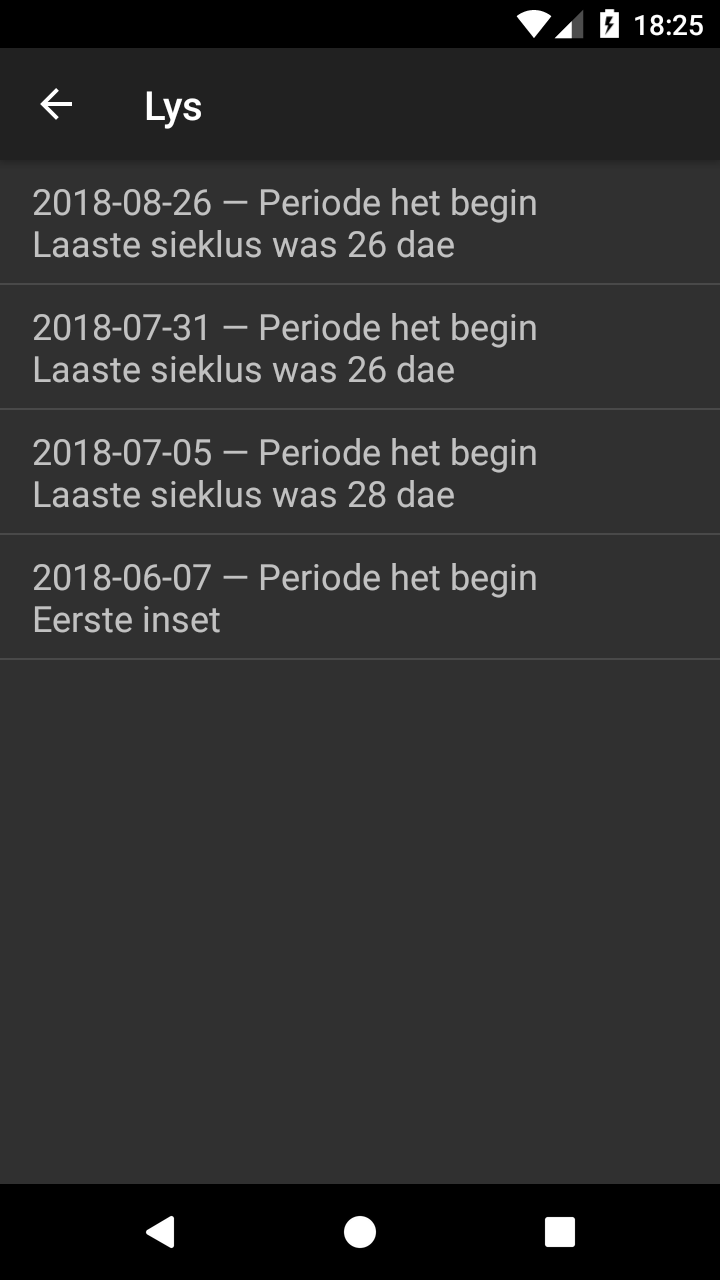 18:25
Lys
2018-08-26 — Periode het begin
Laaste sieklus was 26 dae
2018-07-31 — Periode het begin
Laaste sieklus was 26 dae
2018-07-05 — Periode het begin
Laaste sieklus was 28 dae
2018-06-07 — Periode het begin
Eerste inset